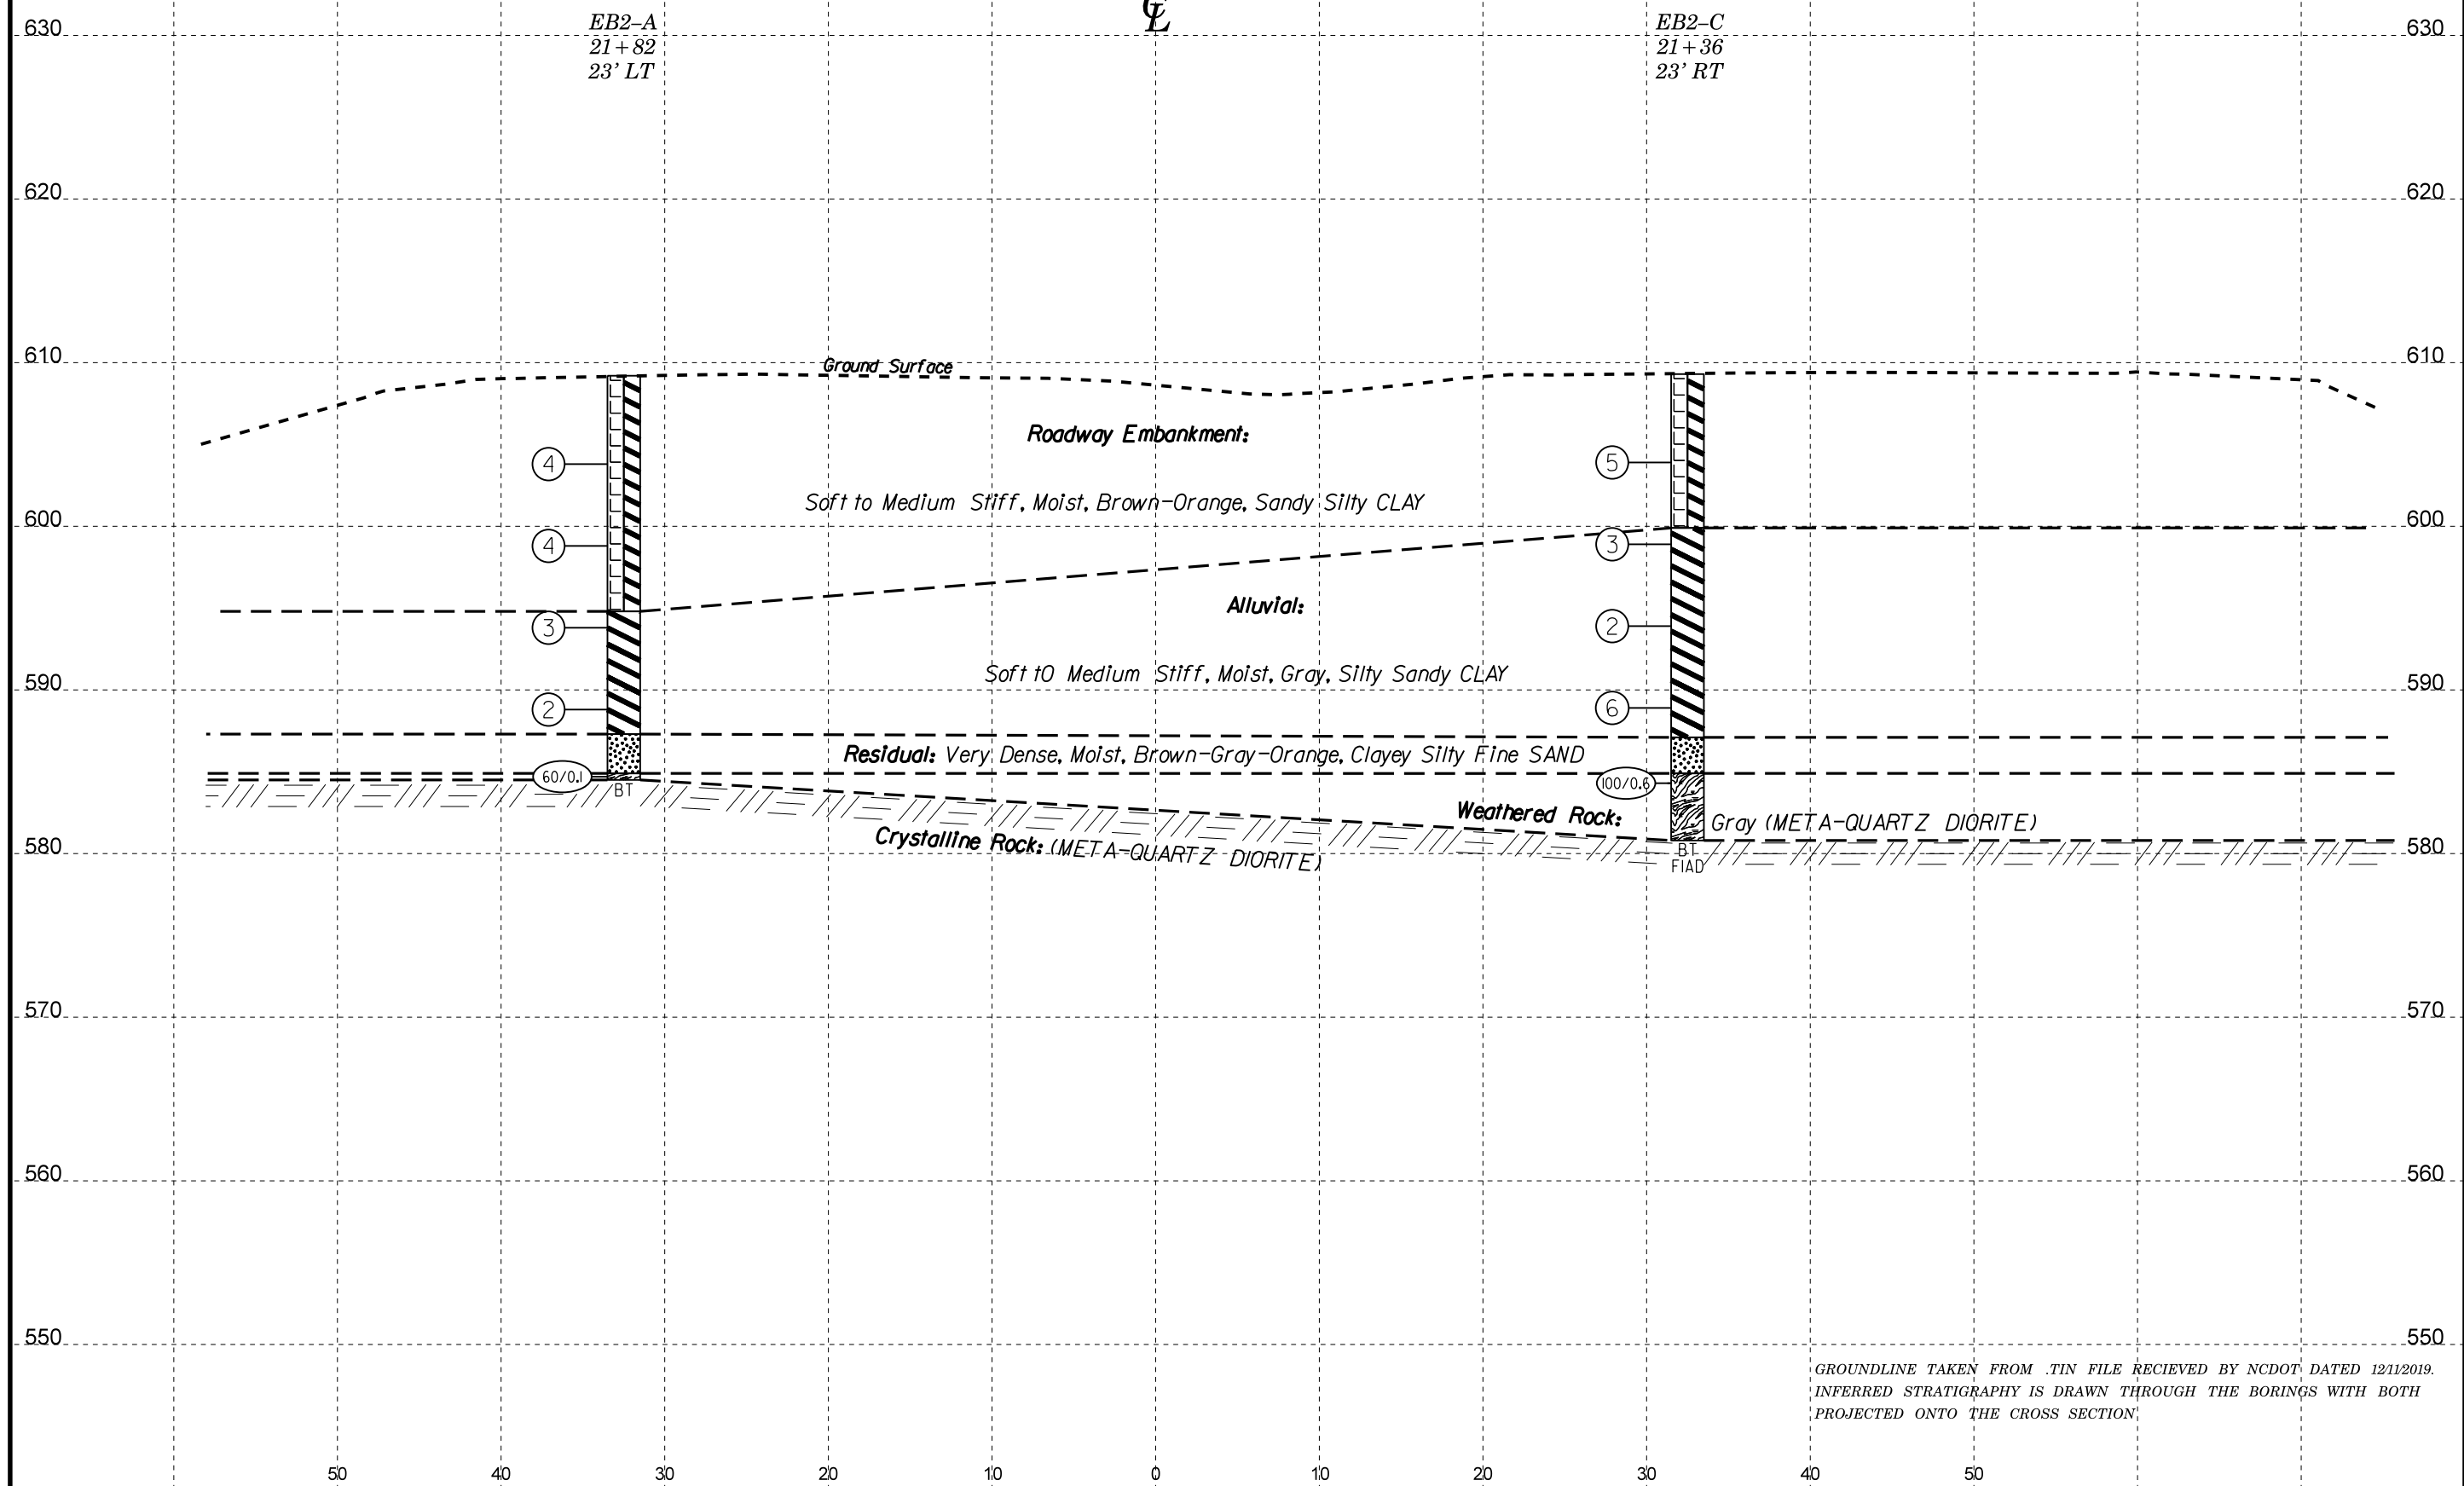 ℄
EB2-A
21+82
23' LT
EB2-C
21+36
23' RT
630 630
620 620
610 610
Ground Surface
Roadway Embankment:
4 5
Soft to Medium Stiff, Moist, Brown-Orange, Sandy Silty CLAY
600 600
4 3
Alluvial:
3 2
Soft tO Medium Stiff, Moist, Gray, Silty Sandy CLAY
590 590
2 6
Residual: Very Dense, Moist, Brown-Gray-Orange, Clayey Silty Fine SAND
60/0.1 100/0.6
BT
Weathered Rock: Gray (META-QUARTZ DIORITE)
Crystalline Rock: (META-QUARTZ DIORITE)
580 580
BT
FIAD
570 570
560 560
550 550
GROUNDLINE TAKEN FROM .TIN FILE RECIEVED BY NCDOT DATED 12/11/2019.
INFERRED STRATIGRAPHY IS DRAWN THROUGH THE BORINGS WITH BOTH
PROJECTED ONTO THE CROSS SECTION
50 40 30 20 10 0 10 20 30 40 50